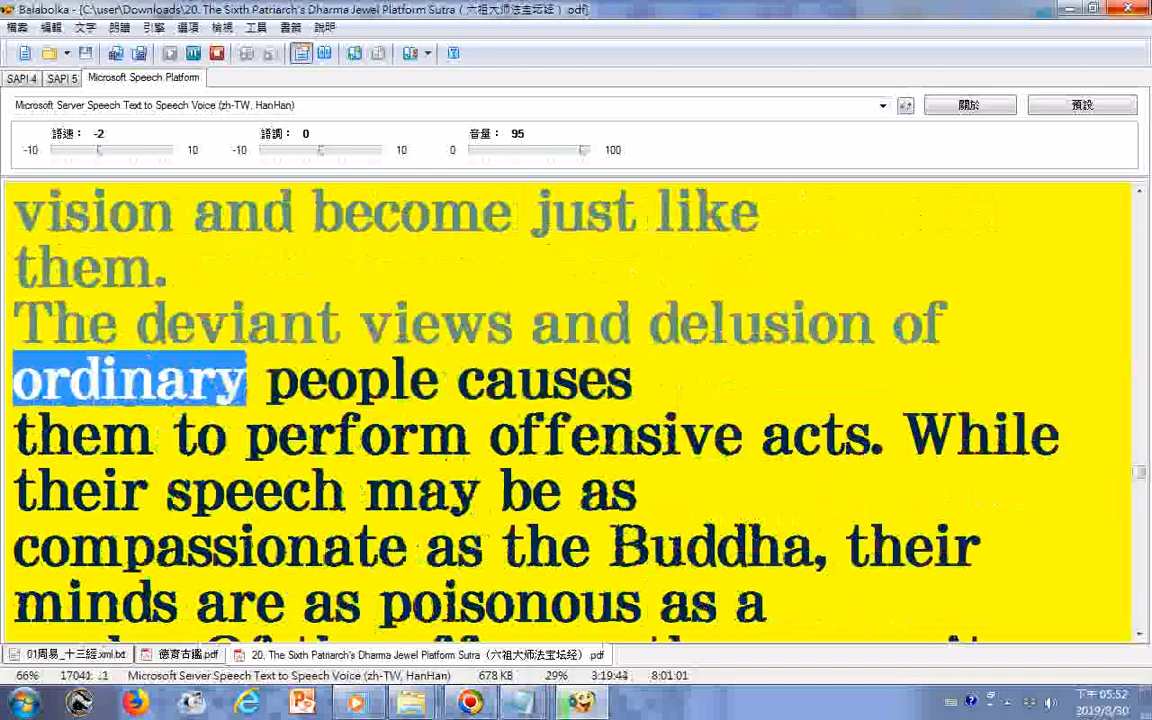 Balabolka - [C:\user\Downloads\20. The Sixth Patriarch's Dharma Jewel Platform Sutra（六祖大师法宝坛经）.pdf]
檔案 編輯 文字 朗讀 引擎 選項 檢視 工具 書籤 說明
SAPI 4 SAPI 5 Microsoft Speech Platform
Microsoft Server Speech Text to Speech Voice (zh-TW, HanHan) 關於 預設
語速： -2 語調： 0 音量： 95
-10 10 -10 10 0 100
vision and become just like
them.
The deviant views and delusion of
ordinary people causes
them to perform offensive acts. While
their speech may be as
compassionate as the Buddha, their
minds are as poisonous as a
01周易_十三經.xml.txt 德育古鑑.pdf 20. The Sixth Patriarch's Dharma Jewel Platform Sutra（六祖大师法宝坛经）.pdf
66% 17041: 1 Microsoft Server Speech Text to Speech Voice (zh-TW, HanHan) 678 KB 29% 3:19:44 8:01:01
下午 05:52
2019/8/30